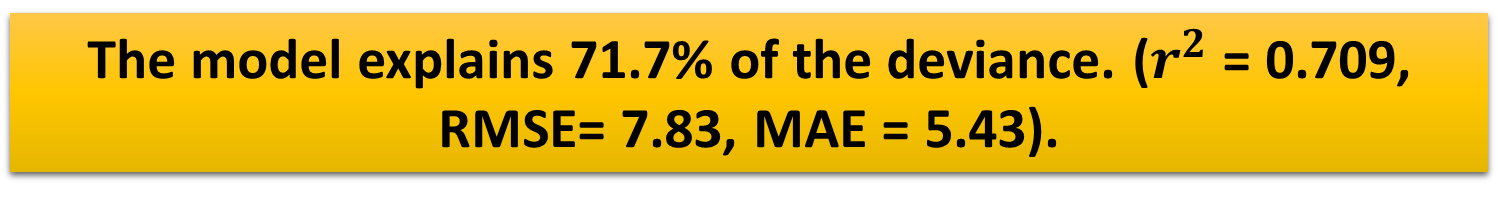 The model explains 71.7% of the deviance. (r² = 0.709,
RMSE= 7.83, MAE = 5.43).